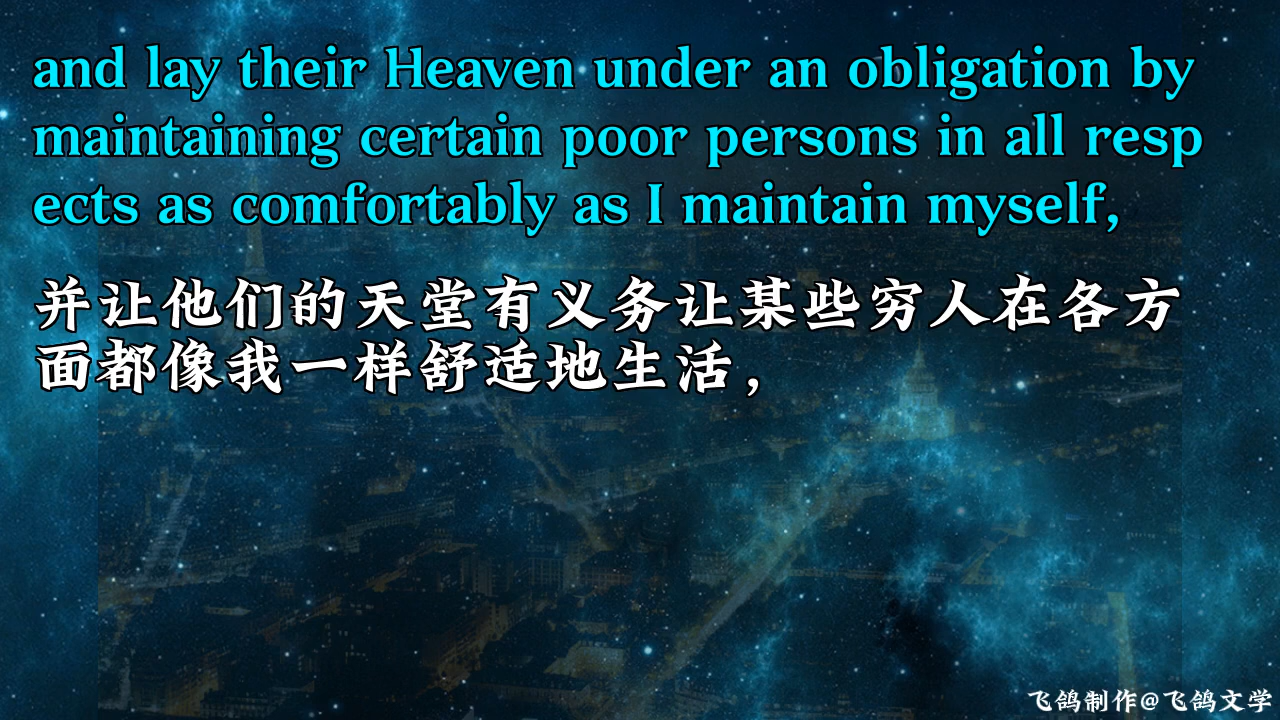 and lay their Heaven under an obligation by
maintaining certain poor persons in all resp
ects as comfortably as I maintain myself,
并让他们的天堂有义务让某些穷人在各方
面都像我一样舒适地生活，
飞鸽制作@飞鸽文学